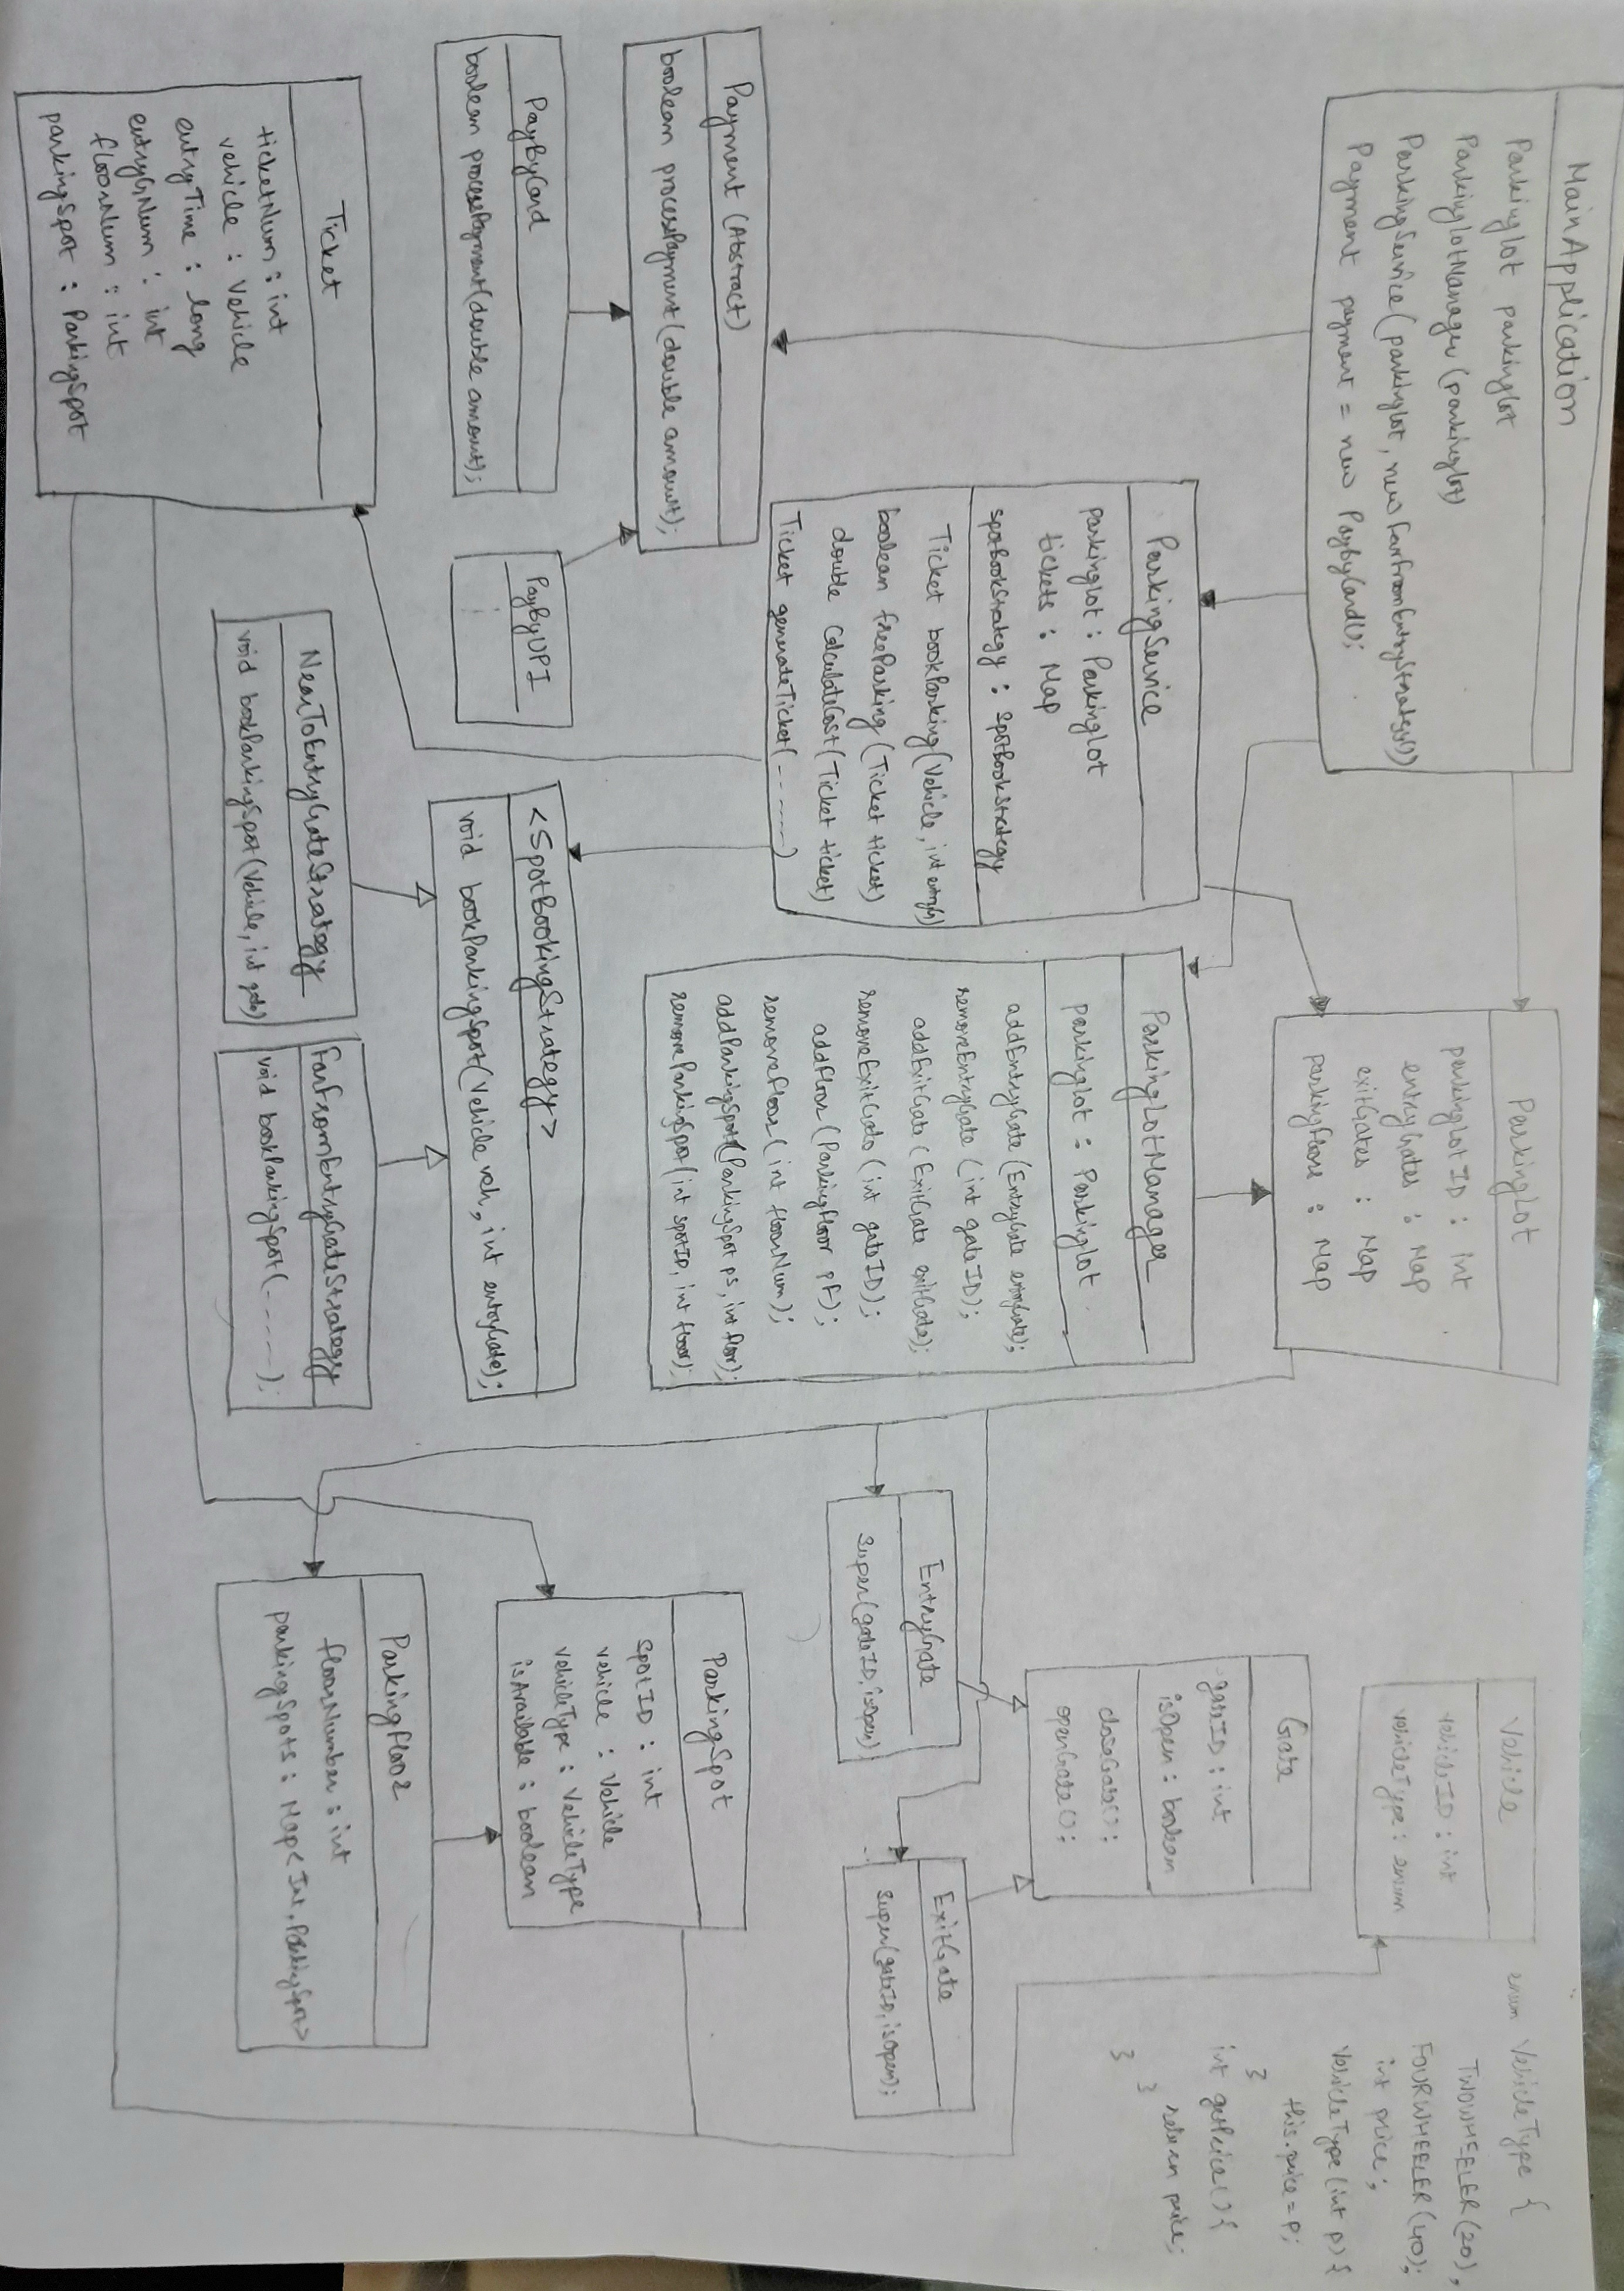 MainApplication
ParkingLot parkinglot
ParkingLotManager (parkinglot)
ParkingService (parkinglot, new FarFromEntryStrategy())
Payment payment = new PaybyCard();
ParkingLot
parkingLotID : int
entryGates : Map
exitGates : Map
parkingFloors : Map
Vehicle
vehicleID : int
vehicleType : enum
enum VehicleType {
TWOWHEELER(20),
FOURWHEELER(40);
int price;
VehicleType(int p) {
this.price = p;
}
int getPrice() {
return price;
}
}
ParkingService
parkinglot : ParkingLot
tickets : Map
spotBookStrategy : SpotBookStrategy
Ticket bookParking(Vehicle, int entryG)
boolean freeParking (Ticket ticket)
double CalculateCost(Ticket ticket)
Ticket generateTicket(------)
ParkingLotManager
parkinglot : ParkingLot
addEntryGate (EntryGate entryGate);
removeEntryGate (int gateID);
addExitGate (ExitGate exitGate);
removeExitGate (int gateID);
addFloor (ParkingFloor pf);
removeFloor (int floorNum);
addParkingSpot (ParkingSpot ps, int floor);
removeParkingSpot (int spotID, int floor);
Gate
gateID : int
isOpen : boolean
closeGate();
openGate();
EntryGate
super(gateID, isOpen);
ExitGate
super(gateID, isOpen);
Payment (Abstract)
boolean processPayment (double amount);
PayByCard
boolean processPayment(double amount);
PayByUPI
<SpotBookingStrategy>
void bookParkingSpot(Vehicle veh, int entryGate);
NearToEntryGateStrategy
void bookParkingSpot(Vehicle, int gate)
FarFromEntryGateStrategy
void bookParkingSpot(-----);
ParkingSpot
spotID : int
vehicle : Vehicle
vehicleType : VehicleType
isAvailable : boolean
ParkingFloor
floorNumber : int
parkingSpots : Map<Int, ParkingSpot>
Ticket
ticketNum : int
vehicle : Vehicle
entryTime : long
entryGNum : int
floorNum : int
parkingSpot : ParkingSpot